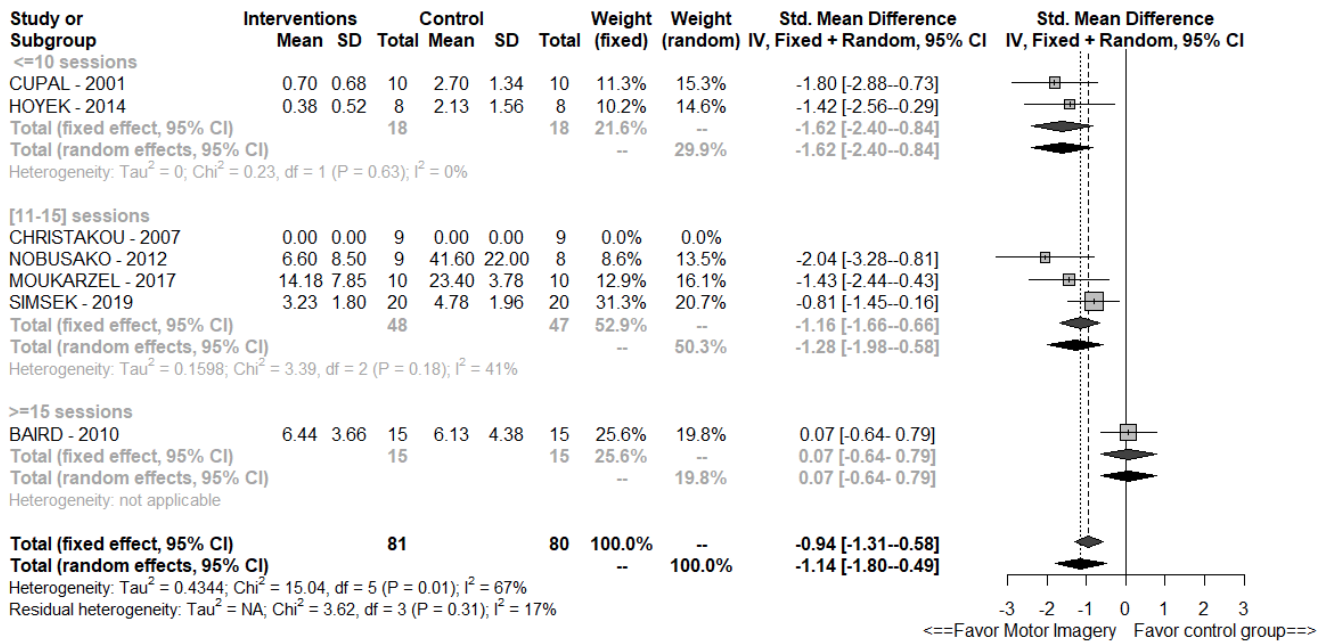 Study or Interventions Control Weight Weight Std. Mean Difference Std. Mean Difference
Subgroup Mean SD Total Mean SD Total (fixed) (random) IV, Fixed + Random, 95% CI IV, Fixed + Random, 95% CI
<=10 sessions
CUPAL - 2001 0.70 0.68 10 2.70 1.34 10 11.3% 15.3% -1.80 [-2.88--0.73]
HOYEK - 2014 0.38 0.52 8 2.13 1.56 8 10.2% 14.6% -1.42 [-2.56--0.29]
Total (fixed effect, 95% CI) 18 18 21.6% -- -1.62 [-2.40--0.84]
Total (random effects, 95% CI) -- 29.9% -1.62 [-2.40--0.84]
Heterogeneity: Tau² = 0; Chi² = 0.23, df = 1 (P = 0.63); I² = 0%
[11-15] sessions
CHRISTAKOU - 2007 0.00 0.00 9 0.00 0.00 9 0.0% 0.0%
NOBUSAKO - 2012 6.60 8.50 9 41.60 22.00 8 8.6% 13.5% -2.04 [-3.28--0.81]
MOUKARZEL - 2017 14.18 7.85 10 23.40 3.78 10 12.9% 16.1% -1.43 [-2.44--0.43]
SIMSEK - 2019 3.23 1.80 20 4.78 1.96 20 31.3% 20.7% -0.81 [-1.45--0.16]
Total (fixed effect, 95% CI) 48 47 52.9% -- -1.16 [-1.66--0.66]
Total (random effects, 95% CI) -- 50.3% -1.28 [-1.98--0.58]
Heterogeneity: Tau² = 0.1598; Chi² = 3.39, df = 2 (P = 0.18); I² = 41%
>=15 sessions
BAIRD - 2010 6.44 3.66 15 6.13 4.38 15 25.6% 19.8% 0.07 [-0.64- 0.79]
Total (fixed effect, 95% CI) 15 15 25.6% -- 0.07 [-0.64- 0.79]
Total (random effects, 95% CI) -- 19.8% 0.07 [-0.64- 0.79]
Heterogeneity: not applicable
Total (fixed effect, 95% CI) 81 80 100.0% -- -0.94 [-1.31--0.58]
Total (random effects, 95% CI) -- 100.0% -1.14 [-1.80--0.49]
Heterogeneity: Tau² = 0.4344; Chi² = 15.04, df = 5 (P = 0.01); I² = 67%
Residual heterogeneity: Tau² = NA; Chi² = 3.62, df = 3 (P = 0.31); I² = 17%
-3 -2 -1 0 1 2 3
<==Favor Motor Imagery Favor control group==>